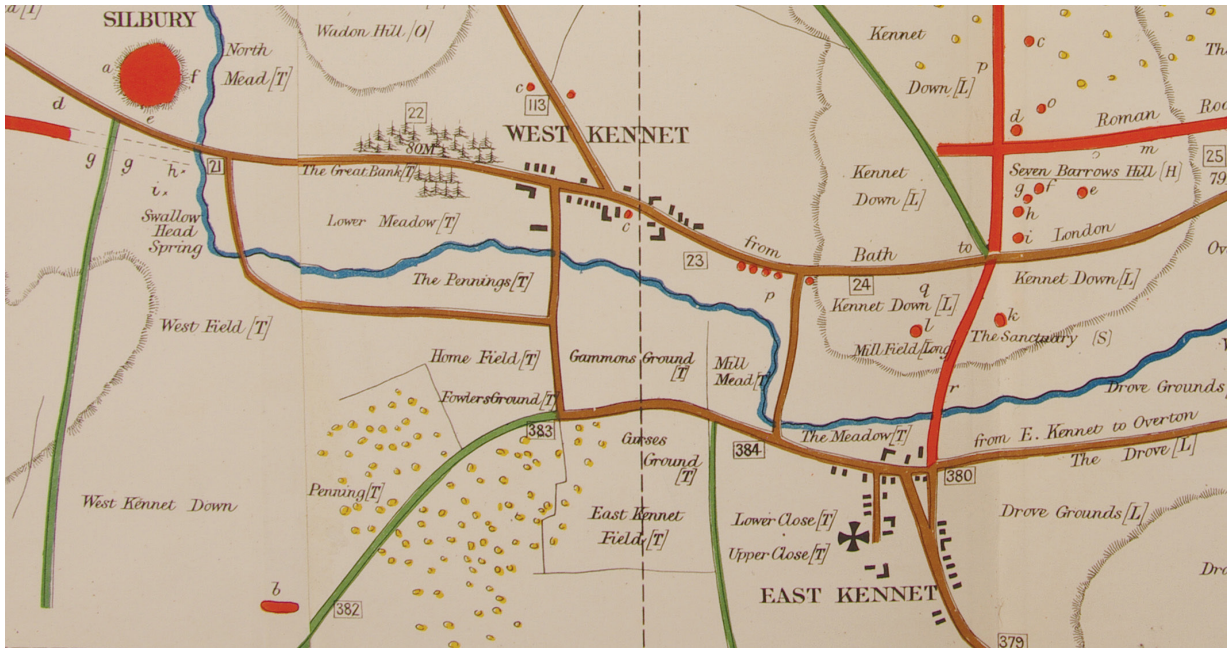 d] T]
SILBURY
a
f
e
d
g
g
h
i
North
Mead [T]
Wadon Hill [O]
22
80M
21
The Great Bank [T]
c
113
WEST KENNET
Swallow
Head
Spring
Lower Meadow [T]
c
The Pennings [T]
West Field [T]
Home Field [T]
Gammons Ground
[T]
Fowlers Ground [T]
Mill
Mead [T]
383
Penning [T]
Gurses
Ground
[T]
384
West Kennet Down
East Kennet
Field [T]
b
382
Kennet
Down [L]
p
c
o
d
Roman
m
25
79
Kennet
Down [L]
Seven Barrows Hill [H]
g
f
e
h
i
from
Bath
to
London
23
p
24
q
Kennet Down [L]
Kennet Down [L]
l
k
Mill Field [Long]
The Sanctuary [S]
r
Drove Grounds
The Meadow [T]
from E. Kennet to Overton
The Drove [L]
380
Lower Close [T]
Upper Close [T]
Drove Grounds [L]
EAST KENNET
379